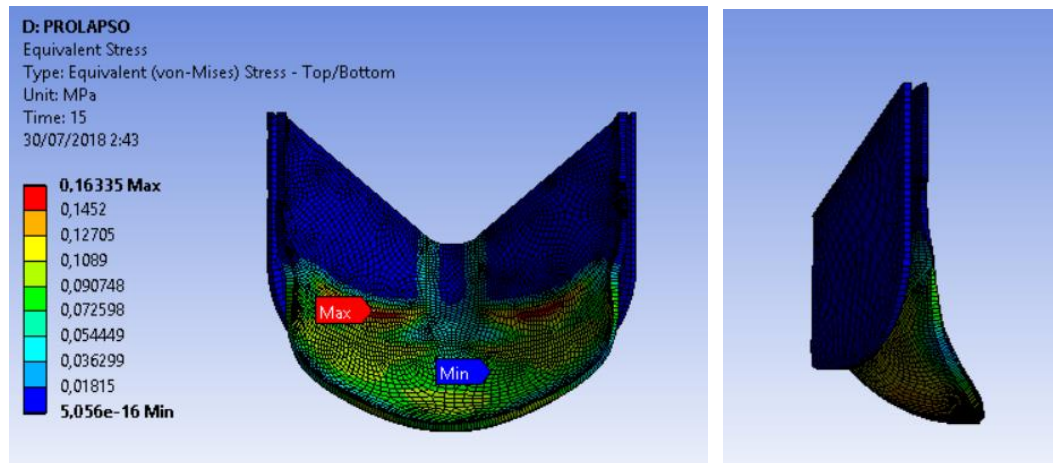 D: PROLAPSO
Equivalent Stress
Type: Equivalent (von-Mises) Stress - Top/Bottom
Unit: MPa
Time: 15
30/07/2018 2:43
0,16335 Max
0,1452
0,12705
0,1089
0,090748
0,072598
0,054449
0,036299
0,01815
5,056e-16 Min
Max
Min